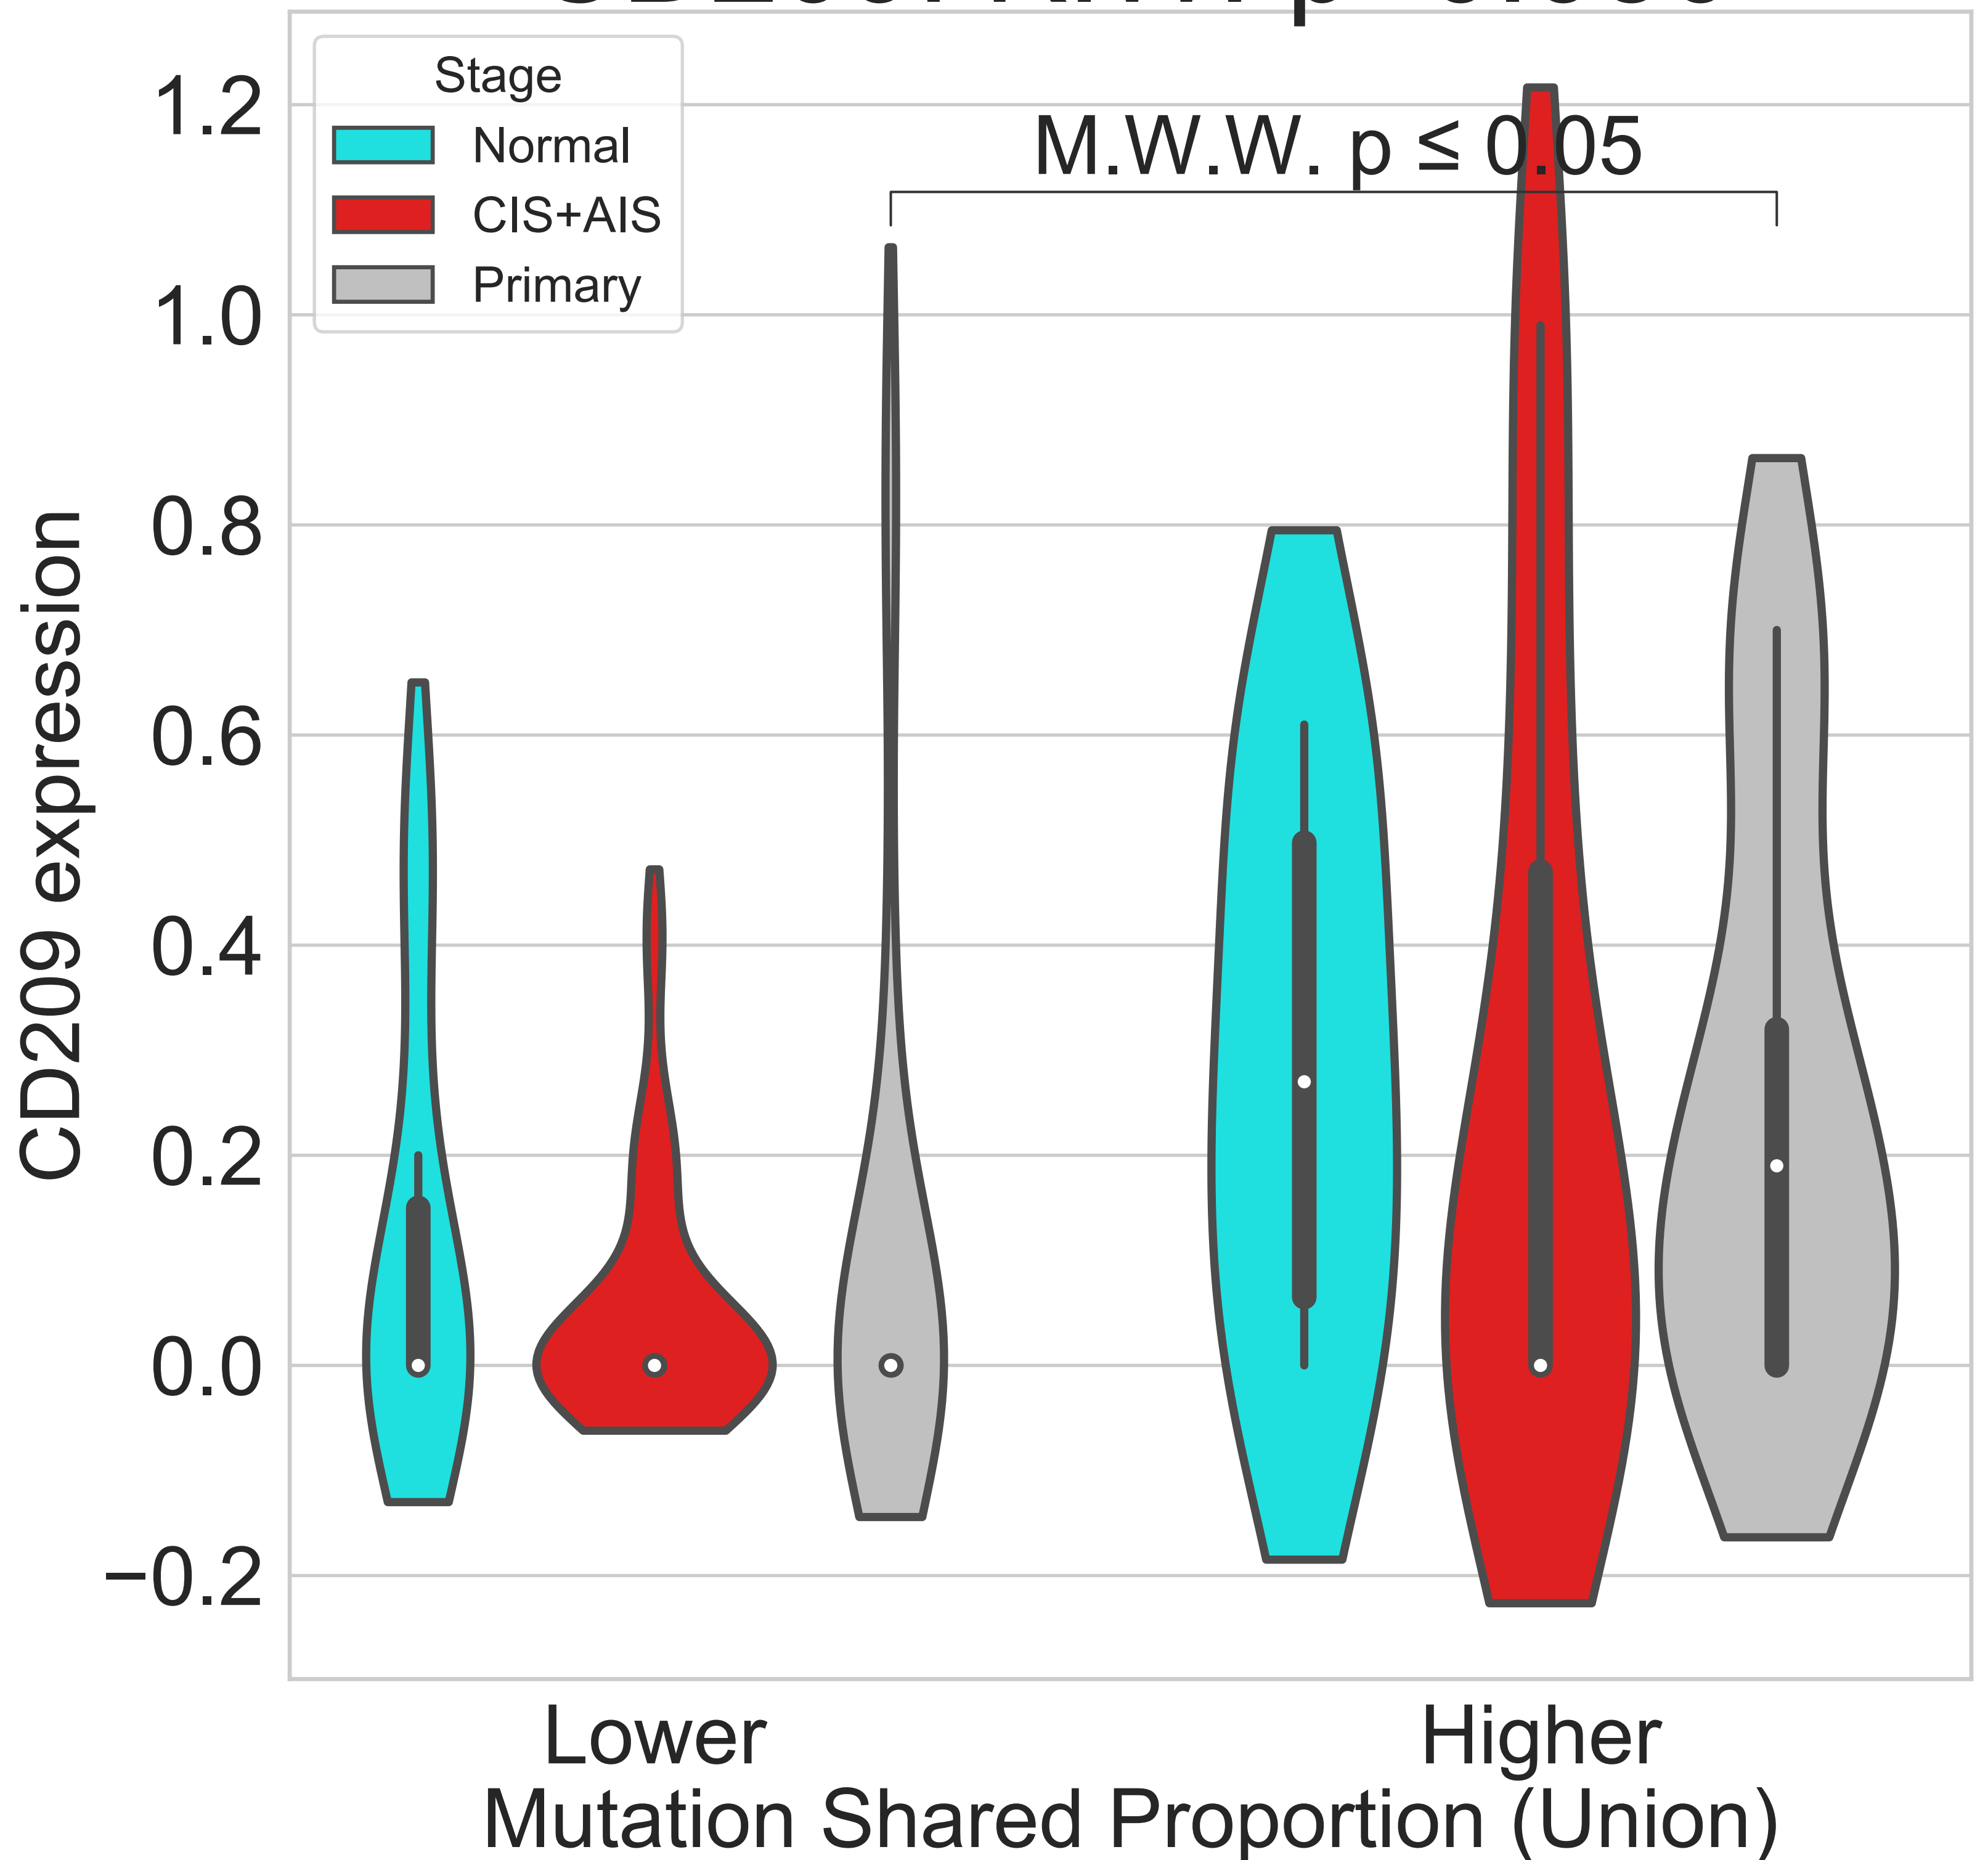 Stage
Normal
CIS+AIS
Primary
M.W.W. p ≤ 0.05
1.2
1.0
0.8
0.6
0.4
0.2
0.0
−0.2
CD209 expression
Lower
Higher
Mutation Shared Proportion (Union)